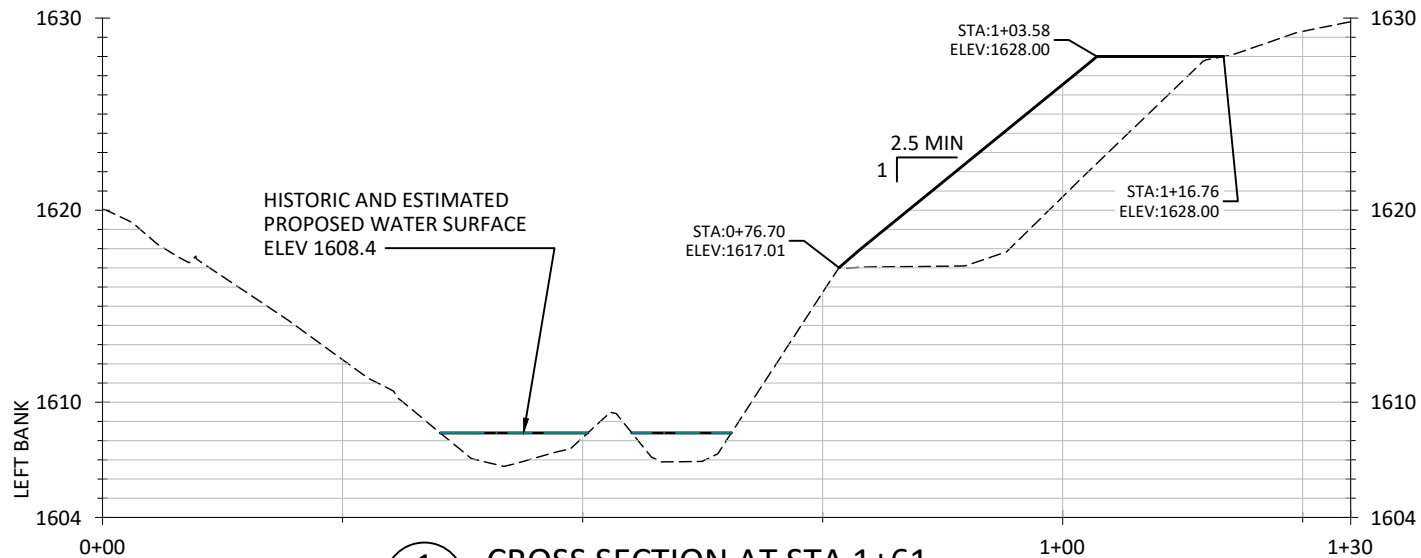 1630
1630
STA:1+03.58
ELEV:1628.00
2.5 MIN
1
HISTORIC AND ESTIMATED
PROPOSED WATER SURFACE
ELEV 1608.4
STA:1+16.76
ELEV:1628.00
1620
1620
STA:0+76.70
ELEV:1617.01
1610
1610
LEFT BANK
1604
1604
0+00
1+00
1+30
1 CROSS SECTION AT STA 1+61